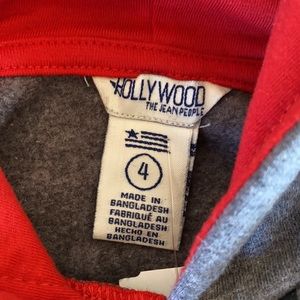 HOLLYWOOD
THE JEAN PEOPLE
4
MADE IN
BANGLADESH
FABRIQUÉ AU
BANGLADESH
HECHO EN
BANGLADESH